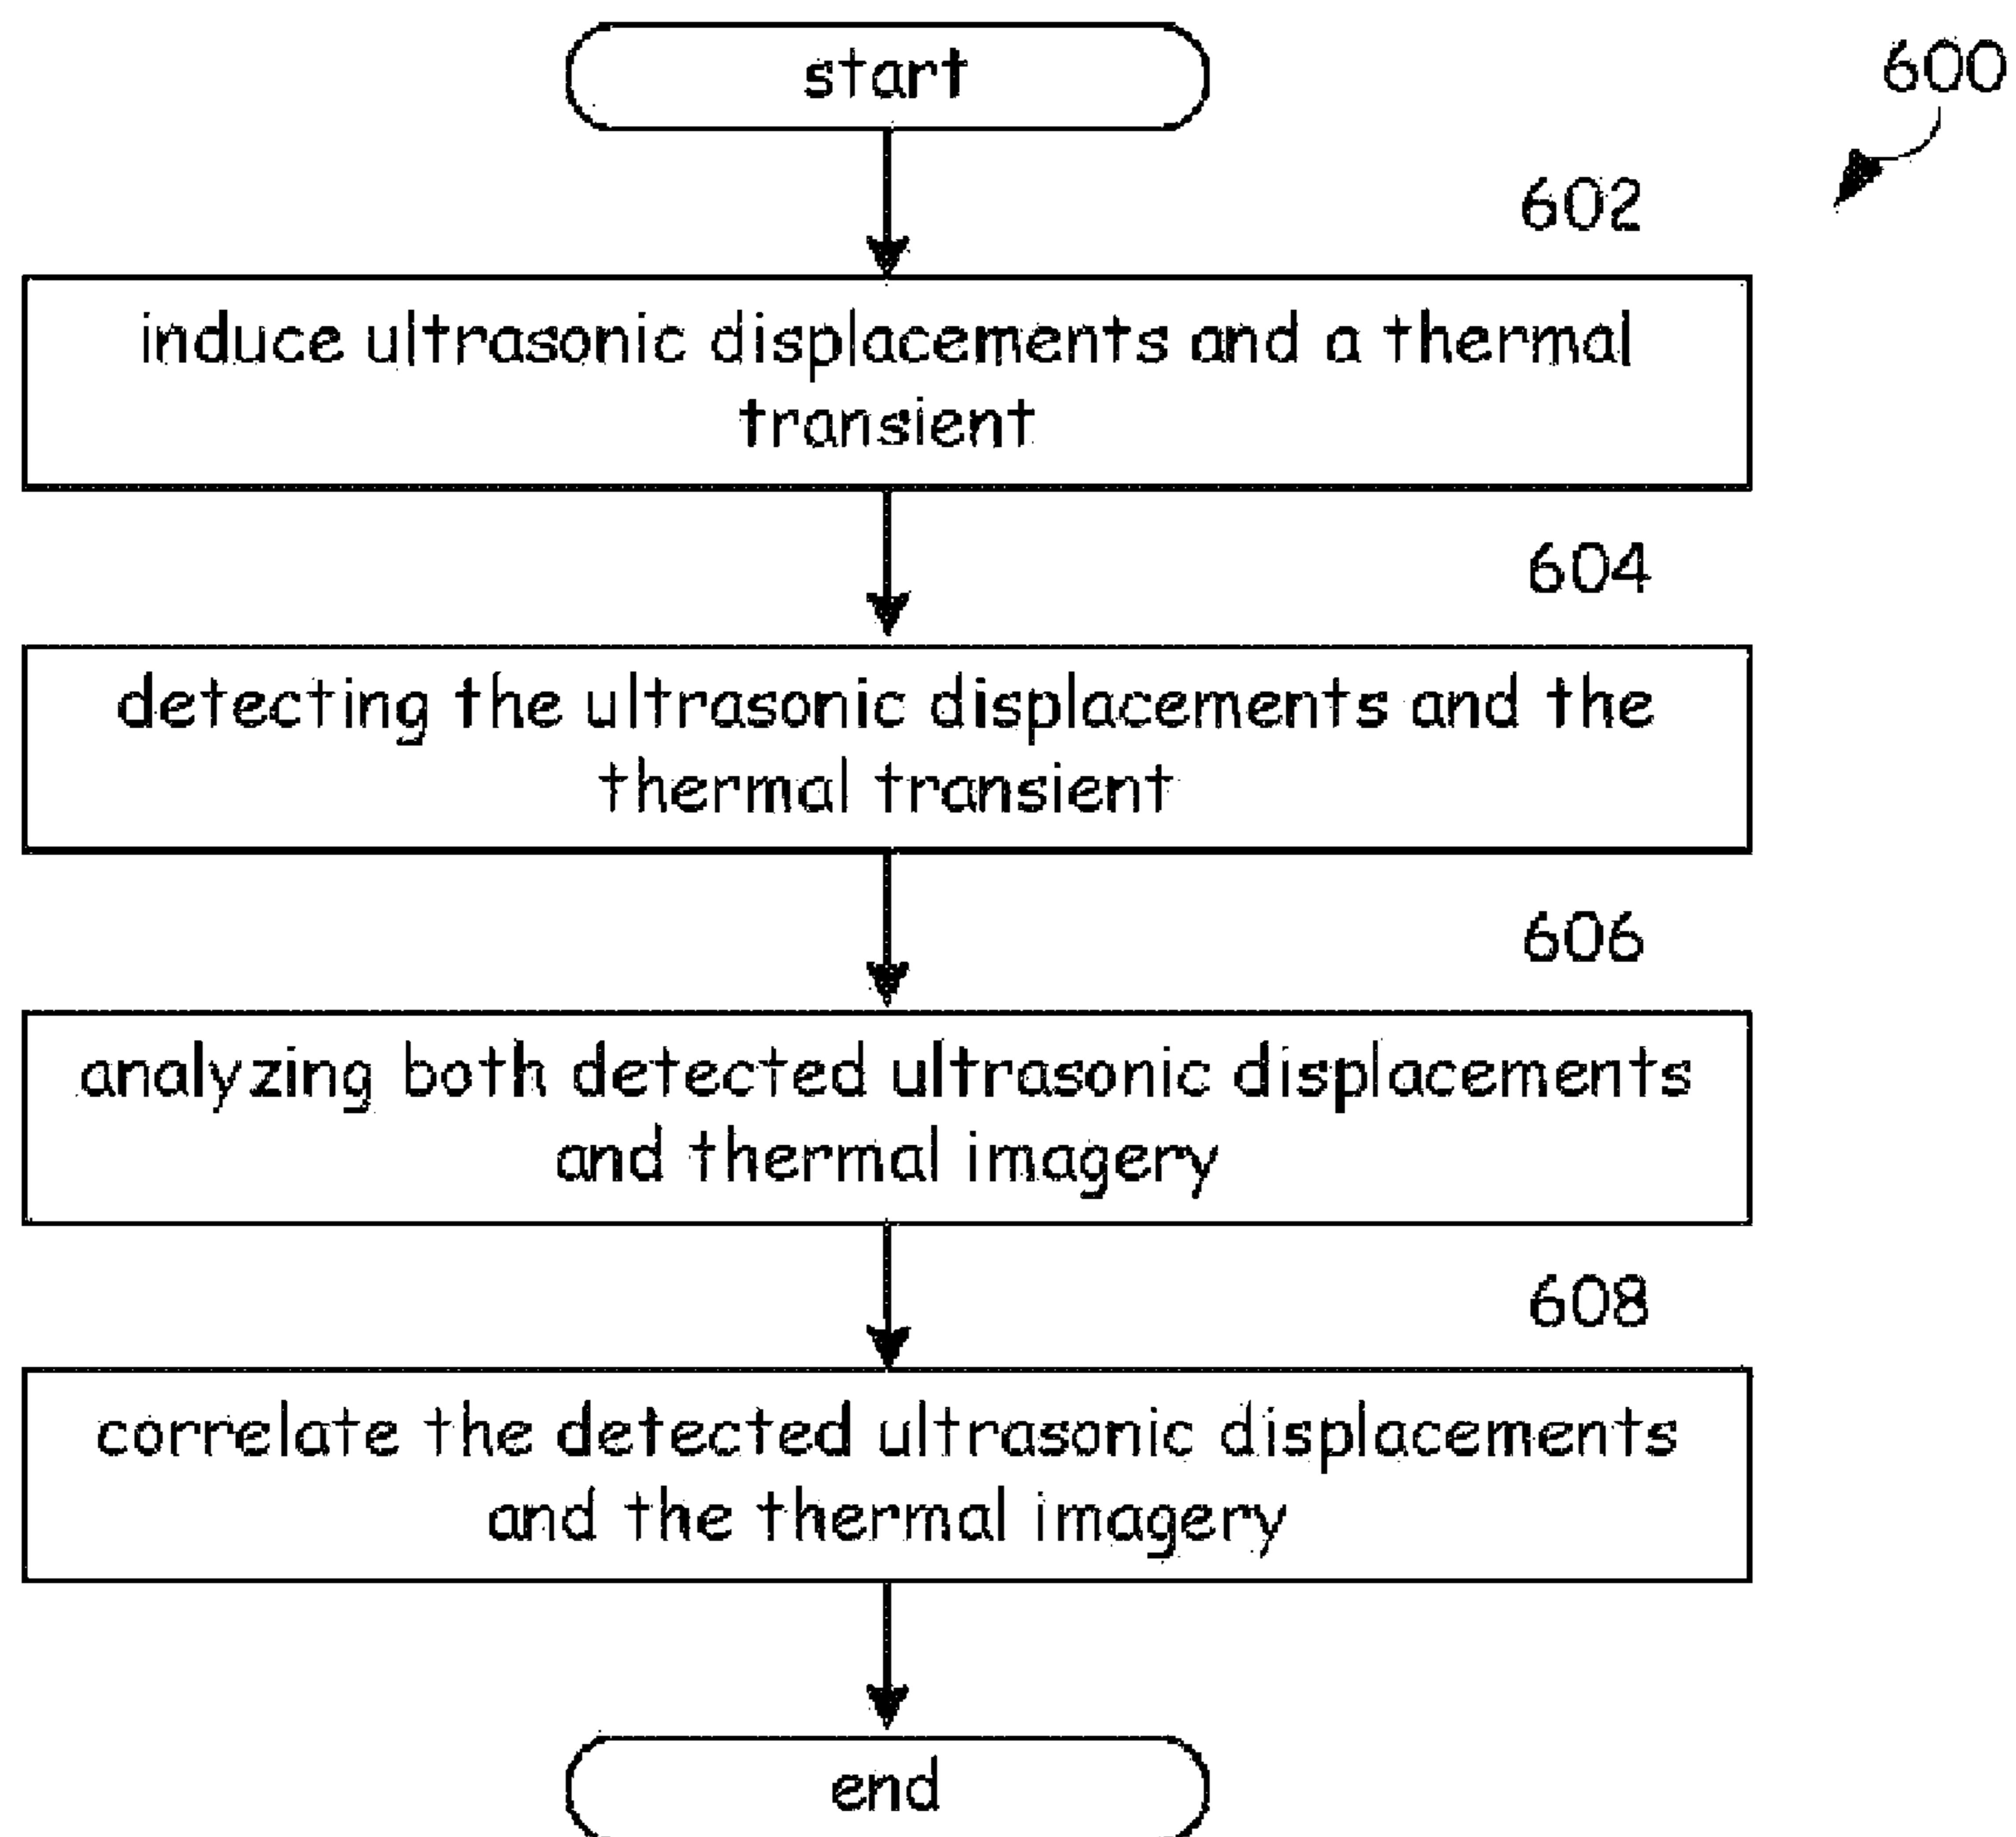 start
600
602
induce ultrasonic displacements and a thermal
transient
604
detecting the ultrasonic displacements and the
thermal transient
606
analyzing both detected ultrasonic displacements
and thermal imagery
608
correlate the detected ultrasonic displacements
and the thermal imagery
end